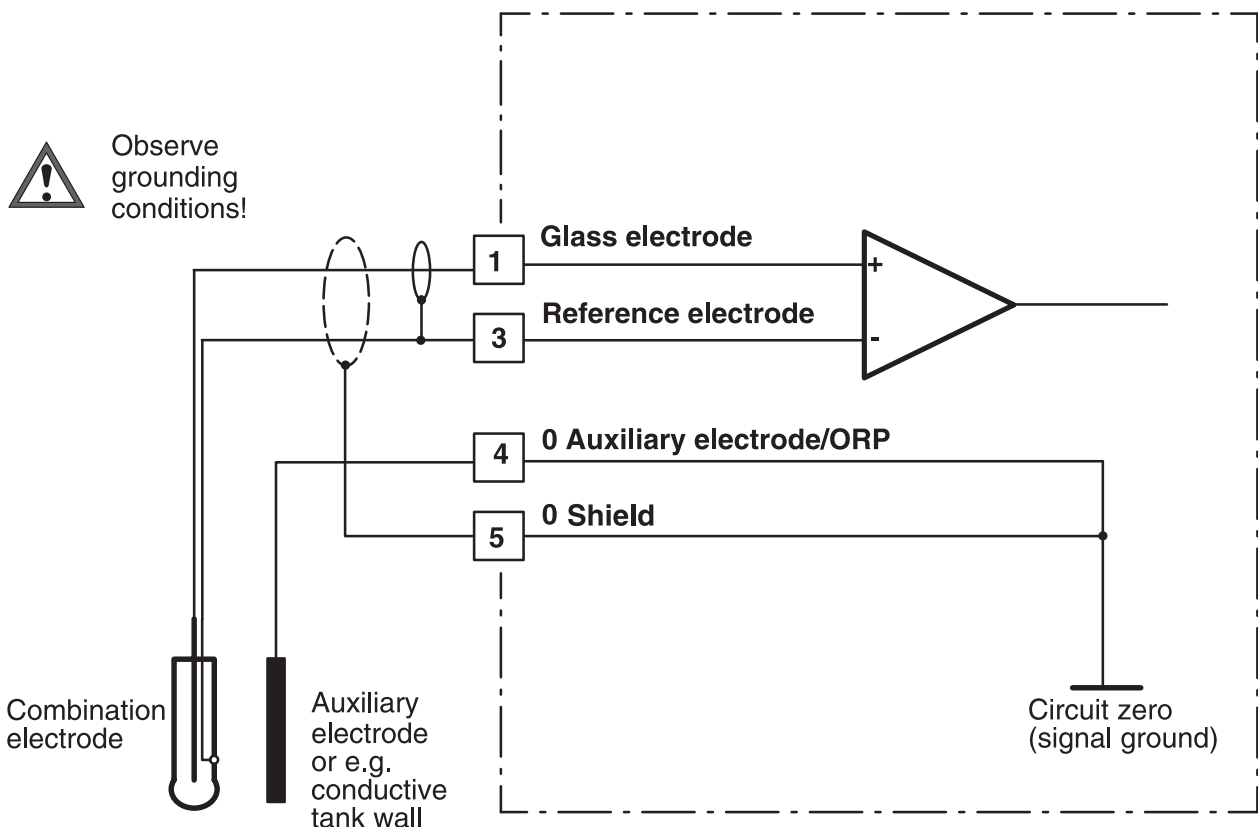 Observe
grounding
conditions!
1
Glass electrode
+
3
Reference electrode
-
4
0 Auxiliary electrode/ORP
5
0 Shield
Combination
electrode
Auxiliary
electrode
or e.g.
conductive
tank wall
Circuit zero
(signal ground)